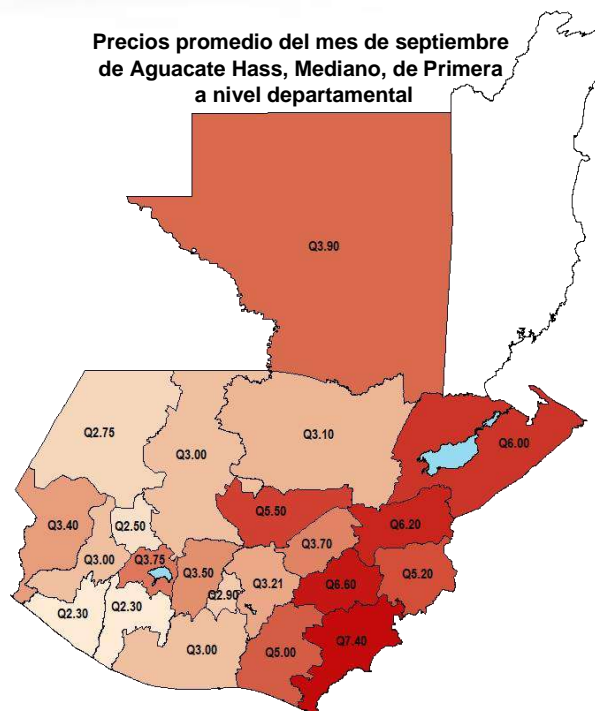 Precios promedio del mes de septiembre
de Aguacate Hass, Mediano, de Primera
a nivel departamental
Q3.90
Q2.75
Q3.00
Q3.10
Q6.00
Q5.50
Q6.20
Q3.40
Q2.50
Q3.70
Q3.00
Q3.75
Q3.50
Q3.21
Q5.20
Q2.90
Q6.60
Q2.30
Q2.30
Q7.40
Q3.00
Q5.00